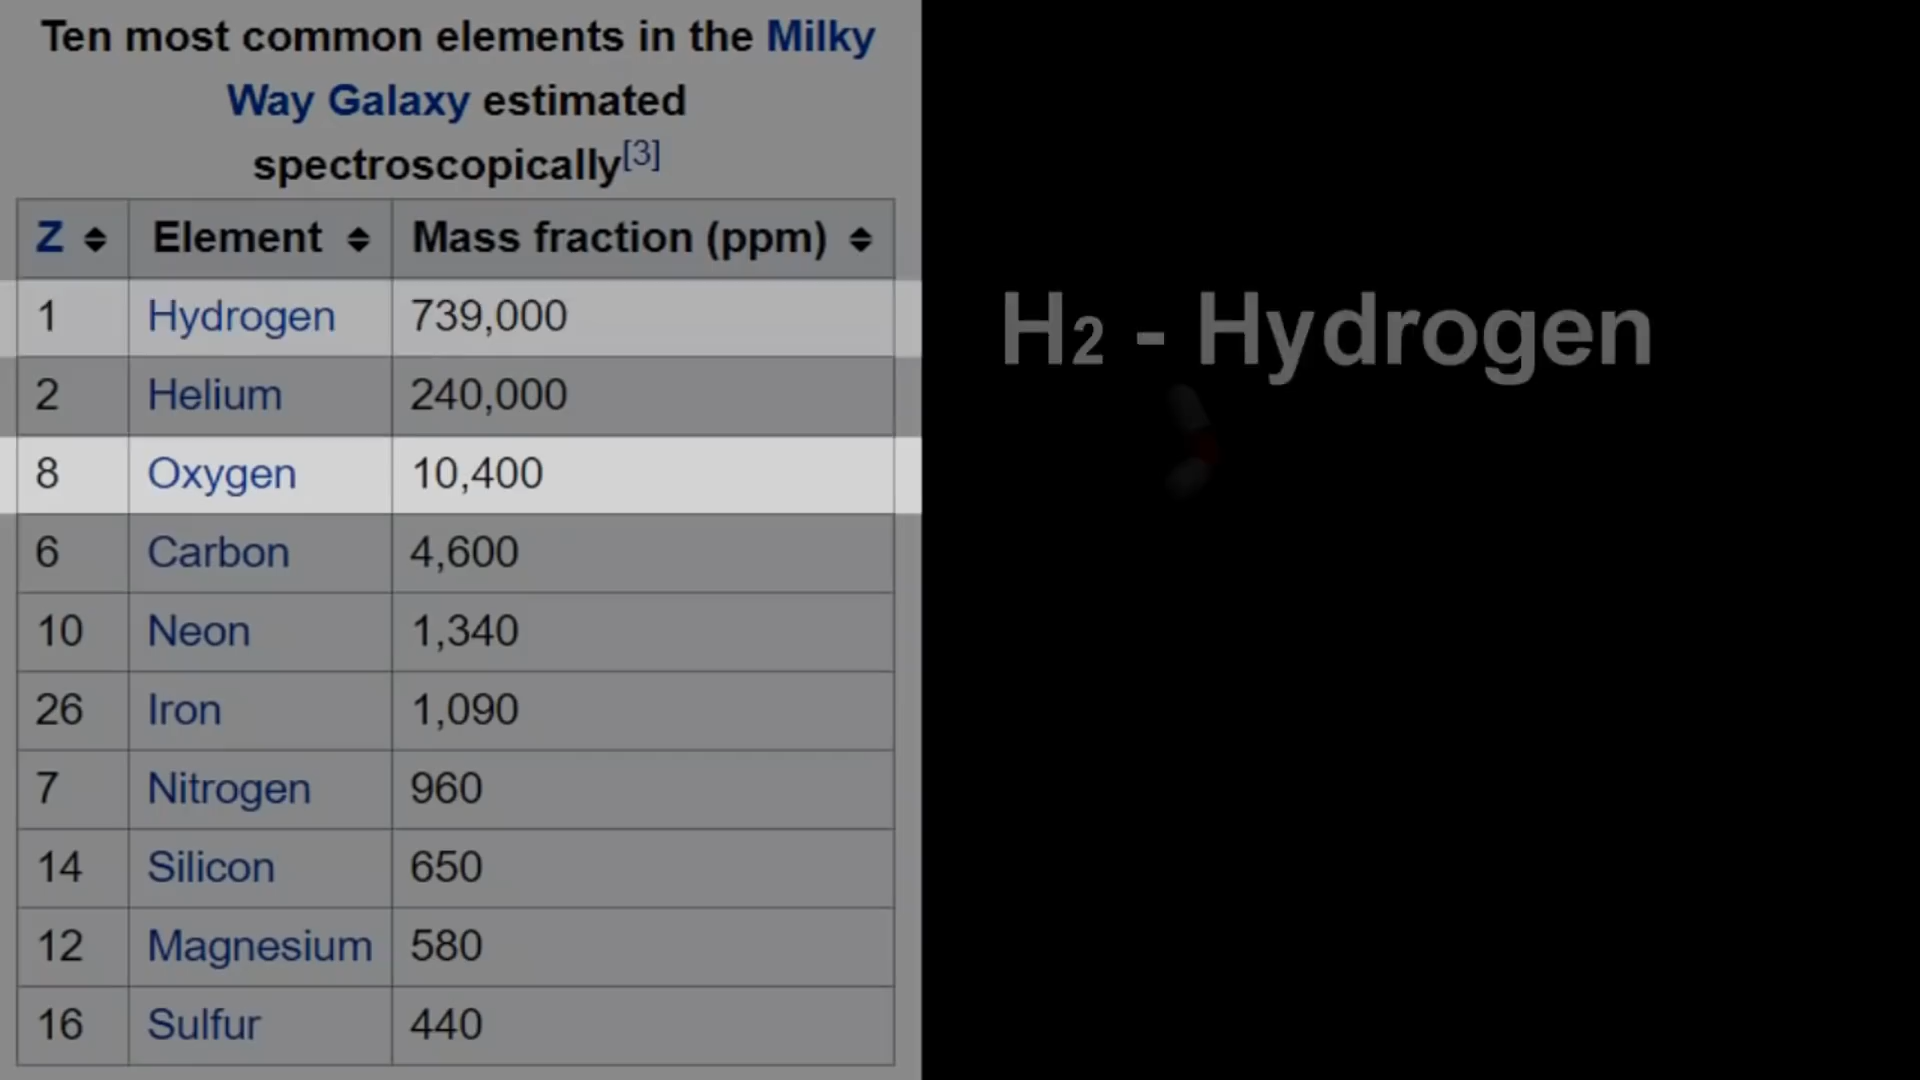 Ten most common elements in the Milky
Way Galaxy estimated
spectroscopically[3]
Z Element Mass fraction (ppm)
1 Hydrogen 739,000
2 Helium 240,000
8 Oxygen 10,400
6 Carbon 4,600
10 Neon 1,340
26 Iron 1,090
7 Nitrogen 960
14 Silicon 650
12 Magnesium 580
16 Sulfur 440
H2 - Hydrogen